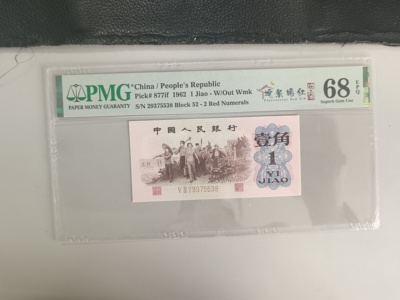 PMG
PAPER MONEY GUARANTY
China / People's Republic
Pick# 877if 1962 1 Jiao - W/Out Wmk
S/N 29375538 Block 52 - 2 Red Numerals
68 EPQ
Superb Gem Unc
中國人民銀行
壹角
1
YI
JIAO
29375538